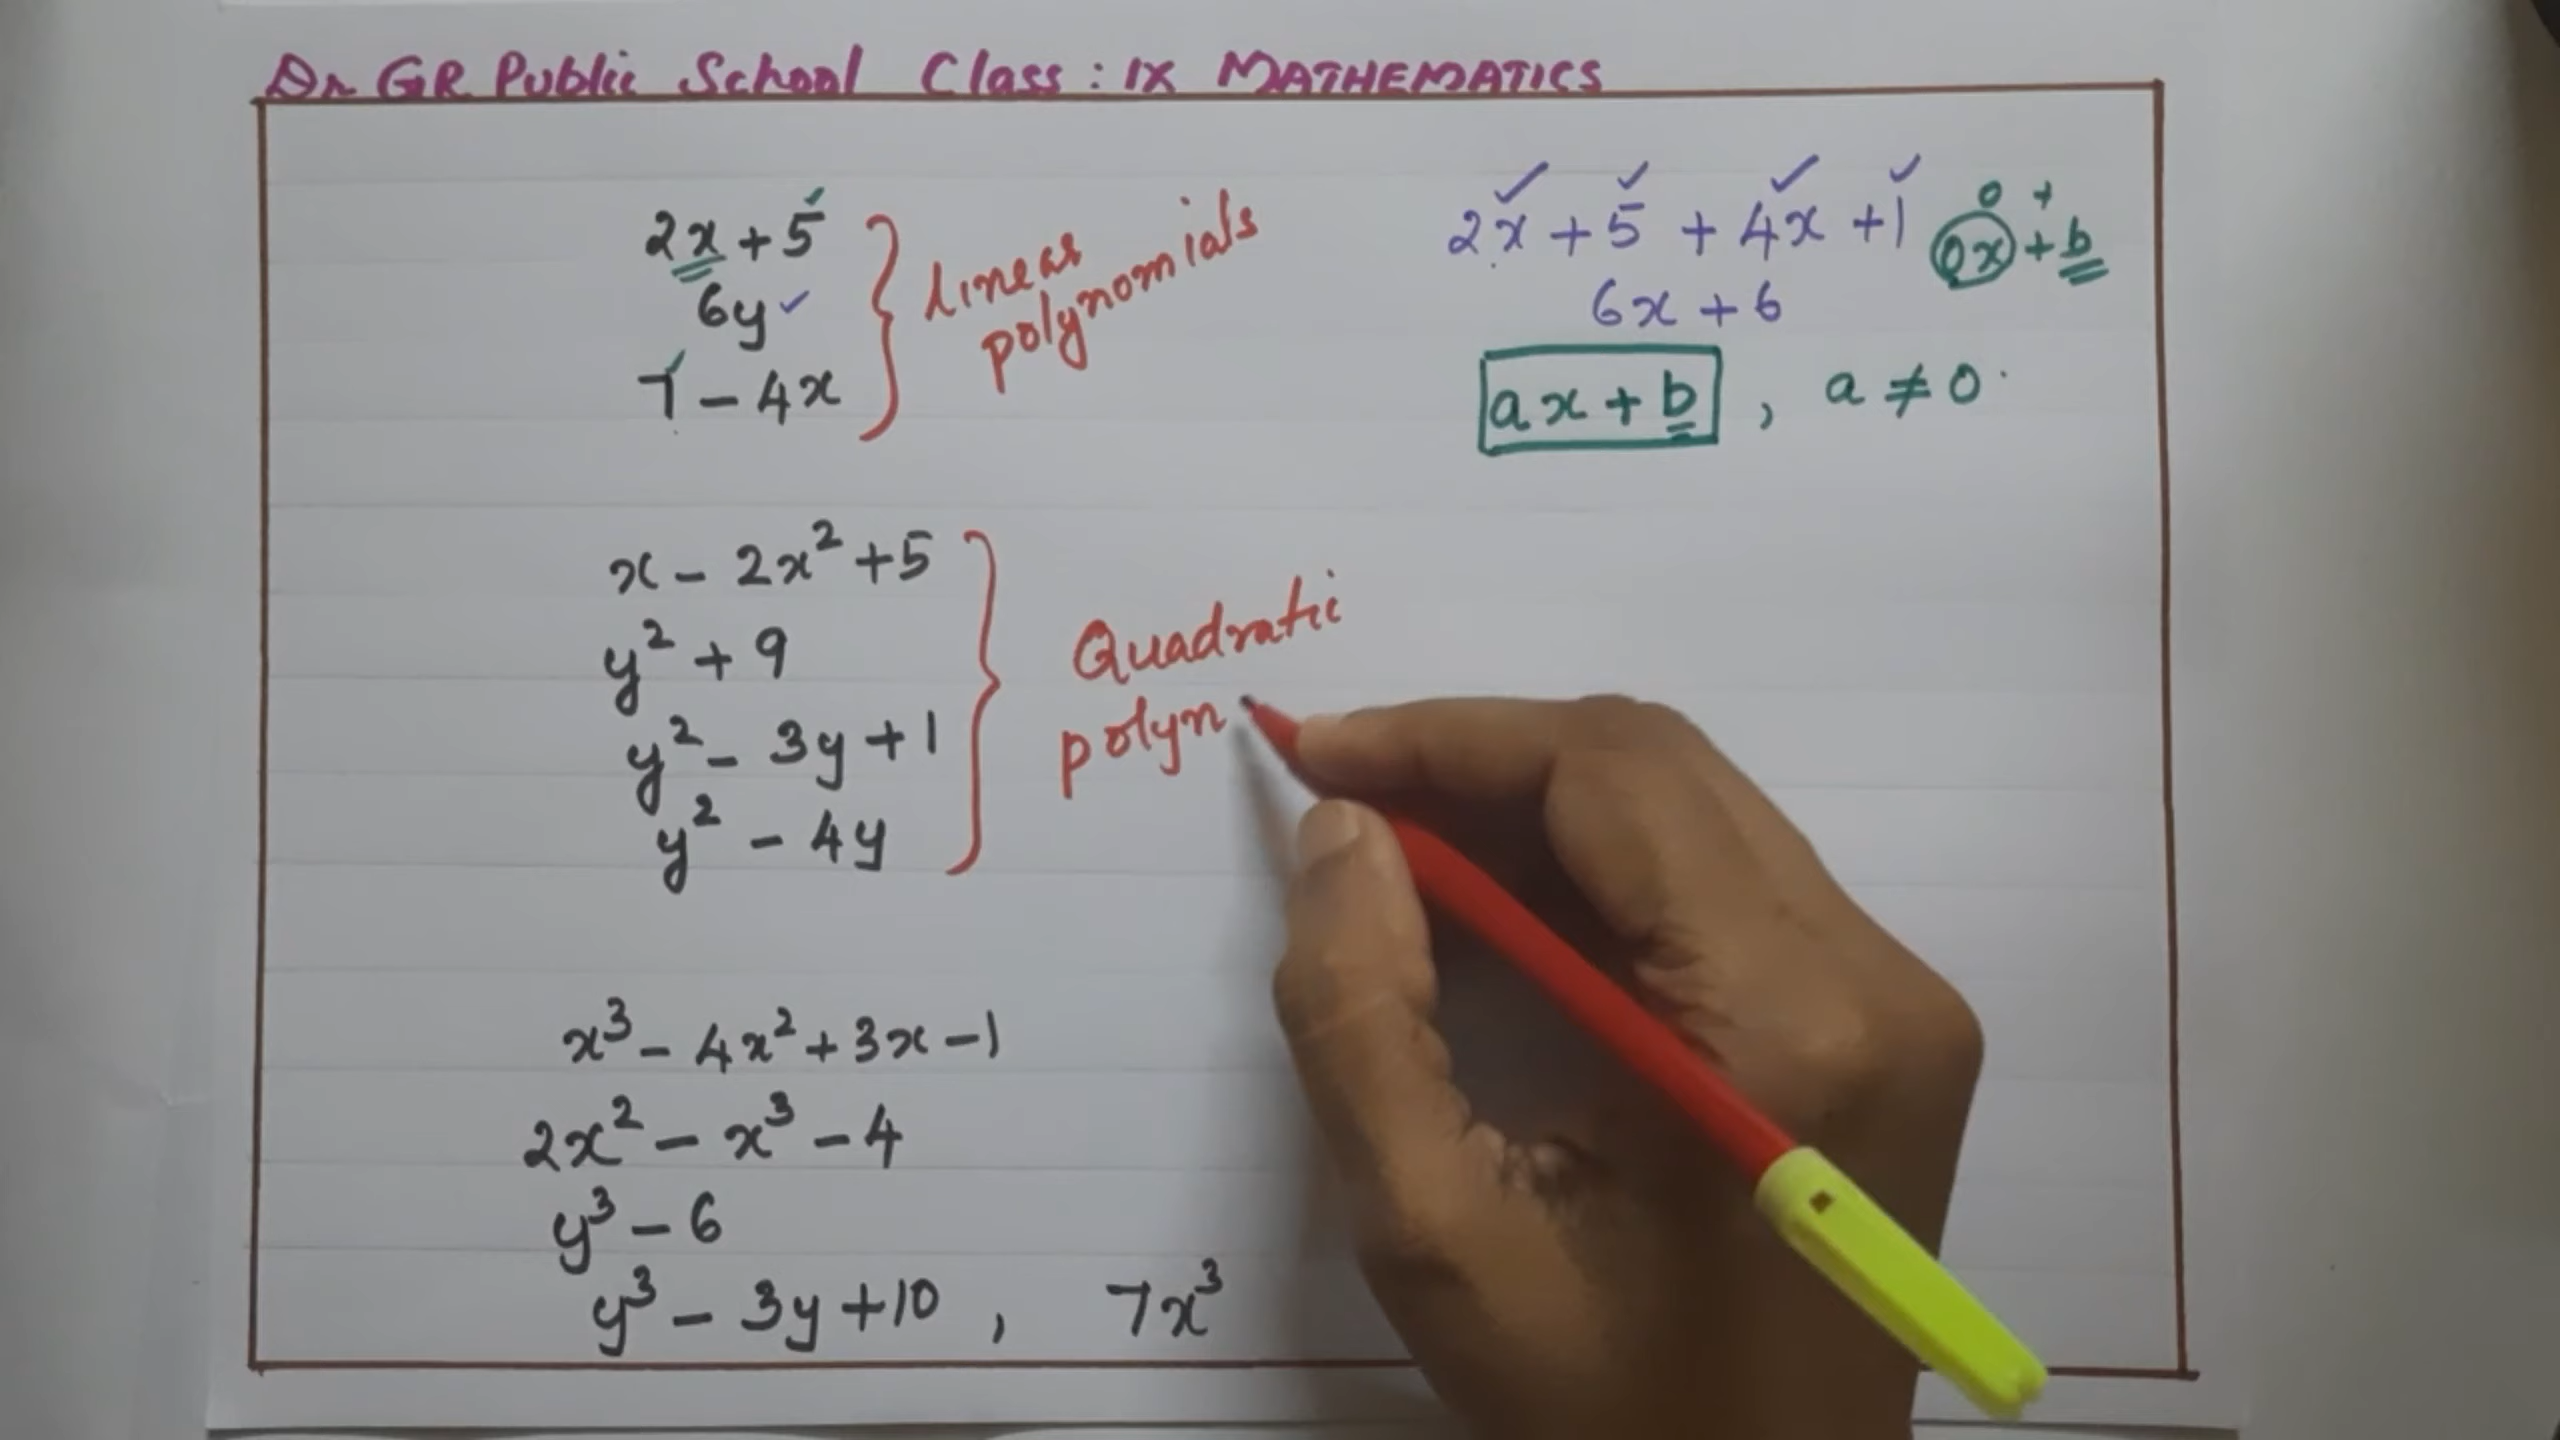 Dr GR Public School Class : IX MATHEMATICS
2x + 5
6y
7 - 4x
linear
polynomials
2x + 5 + 4x + 1
6x + 6
ax + b , a ≠ 0
0 +
0x + b
x - 2x² + 5
y² + 9
y² - 3y + 1
y² - 4y
Quadratic
polyn
x³ - 4x² + 3x - 1
2x² - x³ - 4
y³ - 6
y³ - 3y + 10 , 7x³